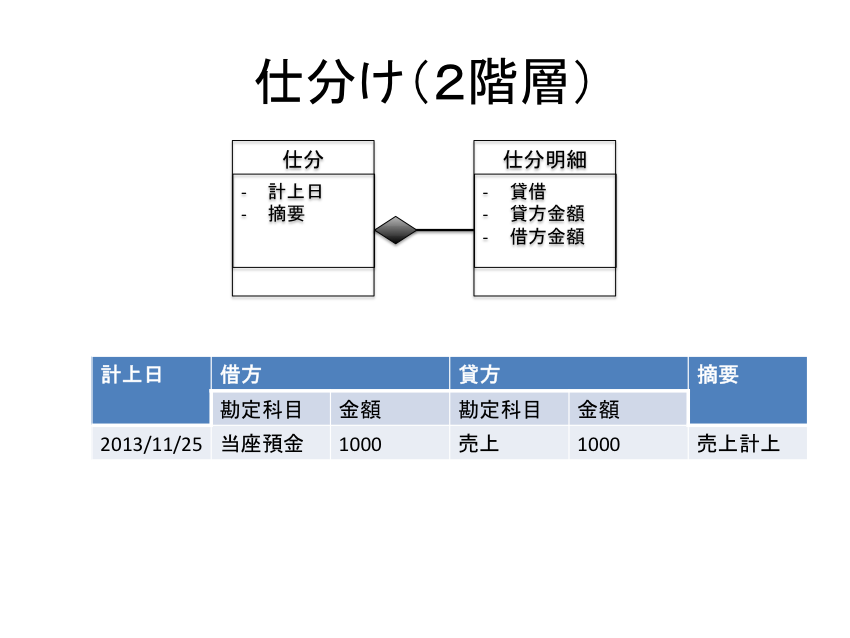 仕分け（２階層）
仕分
- 計上日
- 摘要
仕分明細
- 貸借
- 貸方金額
- 借方金額
計上日 借方 貸方 摘要
勘定科目 金額 勘定科目 金額
2013/11/25 当座預金 1000 売上 1000 売上計上